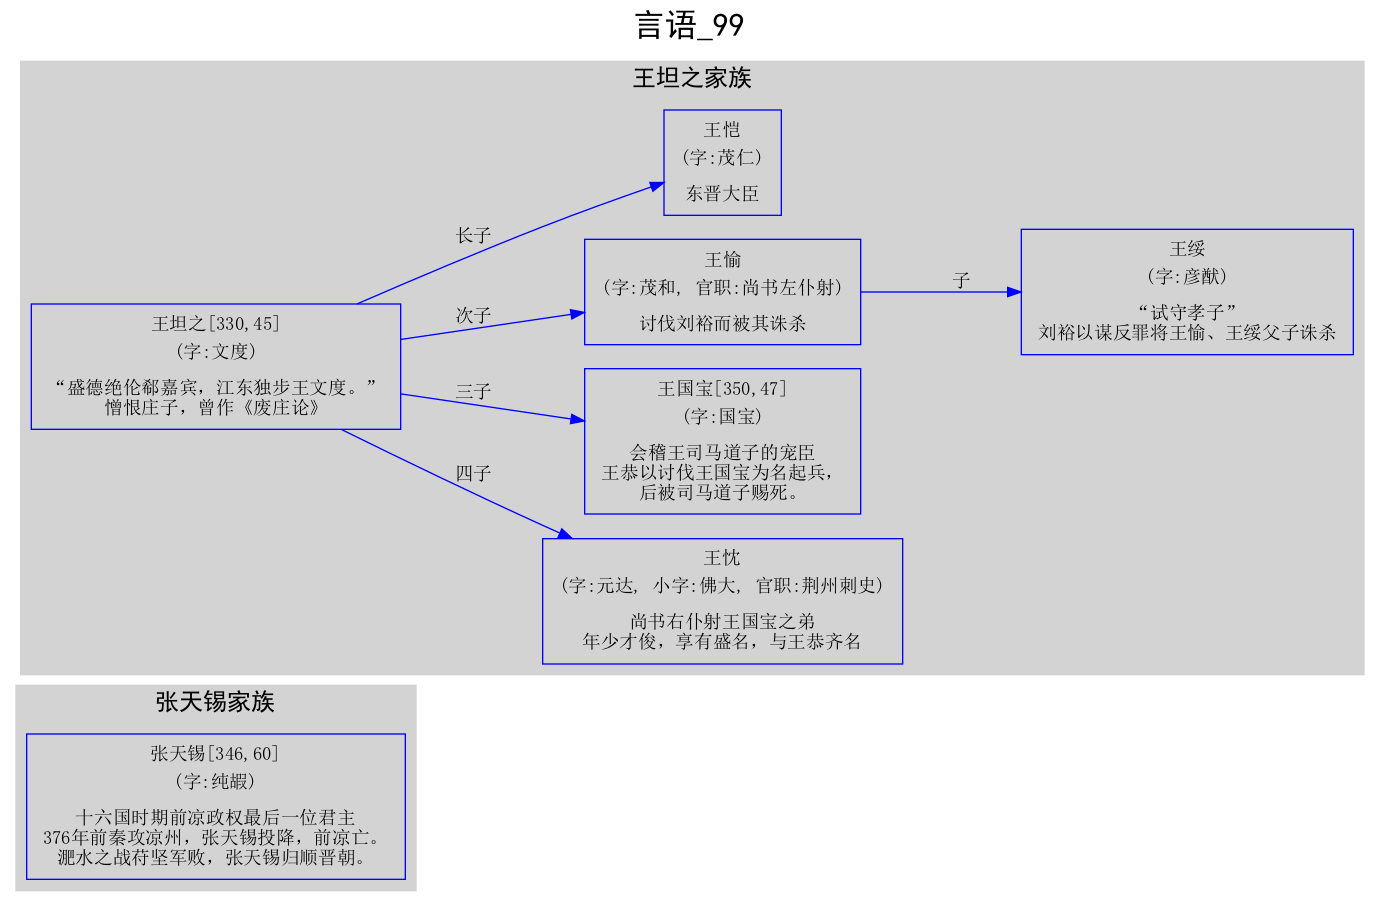 言语_99
王坦之家族
王恺
(字:茂仁)
东晋大臣
长子
王愉
(字:茂和, 官职:尚书左仆射)
讨伐刘裕而被其诛杀
子
王绥
(字:彦猷)
“试守孝子”
刘裕以谋反罪将王愉、王绥父子诛杀
次子
王坦之[330,45]
(字:文度)
“盛德绝伦郗嘉宾，江东独步王文度。”
憎恨庄子，曾作《废庄论》
三子
王国宝[350,47]
(字:国宝)
会稽王司马道子的宠臣
王恭以讨伐王国宝为名起兵，
后被司马道子赐死。
四子
王忱
(字:元达, 小字:佛大, 官职:荆州刺史)
尚书右仆射王国宝之弟
年少才俊，享有盛名，与王恭齐名
张天锡家族
张天锡[346,60]
(字:纯嘏)
十六国时期前凉政权最后一位君主
376年前秦攻凉州，张天锡投降，前凉亡。
淝水之战苻坚军败，张天锡归顺晋朝。